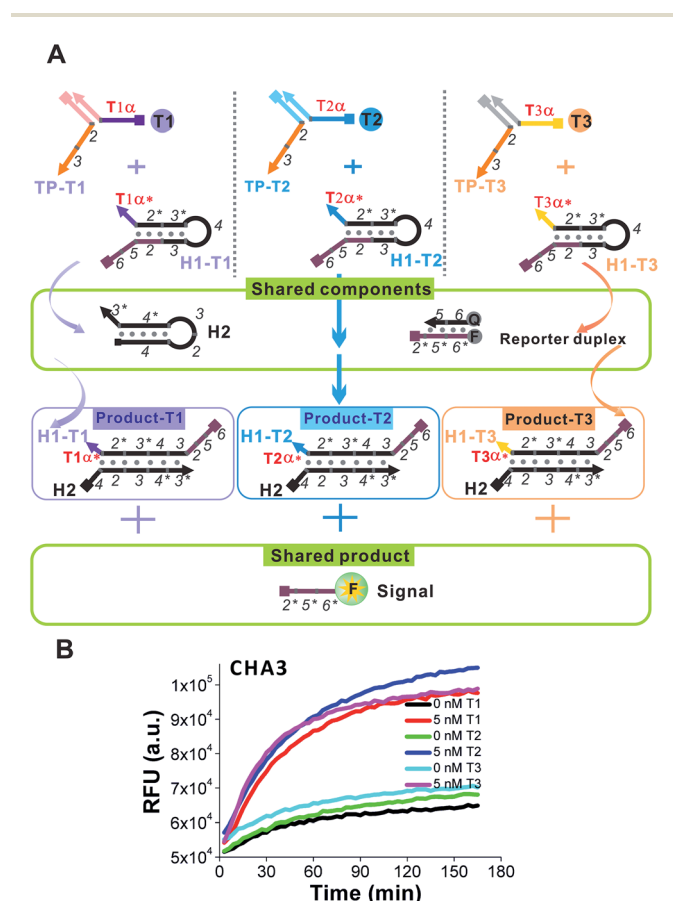 A
T1α T1
2
3
TP-T1
T2α T2
2
3
TP-T2
T3α T3
2
3
TP-T3
T1α*
2* 3* 4
6 5 2 3
H1-T1
T2α*
2* 3* 4
6 5 2 3
H1-T2
T3α*
2* 3* 4
6 5 2 3
H1-T3
Shared components
3* 4* 3
4 2
H2
5 6 Q
2* 5* 6* F
Reporter duplex
Product-T1
H1-T1 2* 3* 4 3 2 5 6
T1α*
H2 4 2 3 4* 3*
Product-T2
H1-T2 2* 3* 4 3 2 5 6
T2α*
H2 4 2 3 4* 3*
Product-T3
H1-T3 2* 3* 4 3 2 5 6
T3α*
H2 4 2 3 4* 3*
Shared product
2* 5* 6* F Signal
B
CHA3
RFU (a.u.)
1x10⁵
9x10⁴
8x10⁴
7x10⁴
6x10⁴
5x10⁴
0 nM T1
5 nM T1
0 nM T2
5 nM T2
0 nM T3
5 nM T3
0 30 60 90 120 150 180
Time (min)